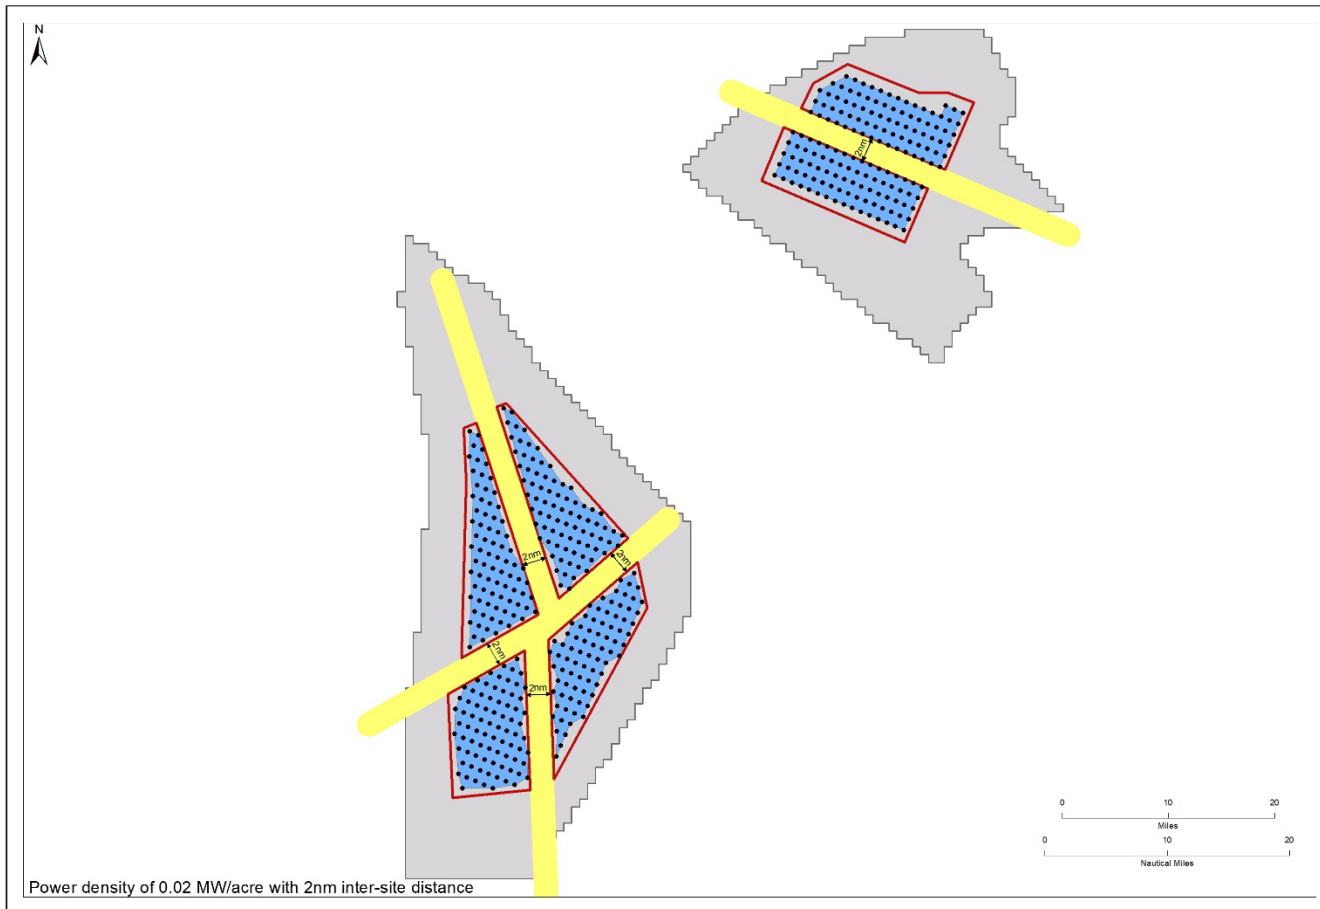 N
2nm
2nm
2nm
2nm
2nm
0 10 20
Miles
0 10 20
Nautical Miles
Power density of 0.02 MW/acre with 2nm inter-site distance